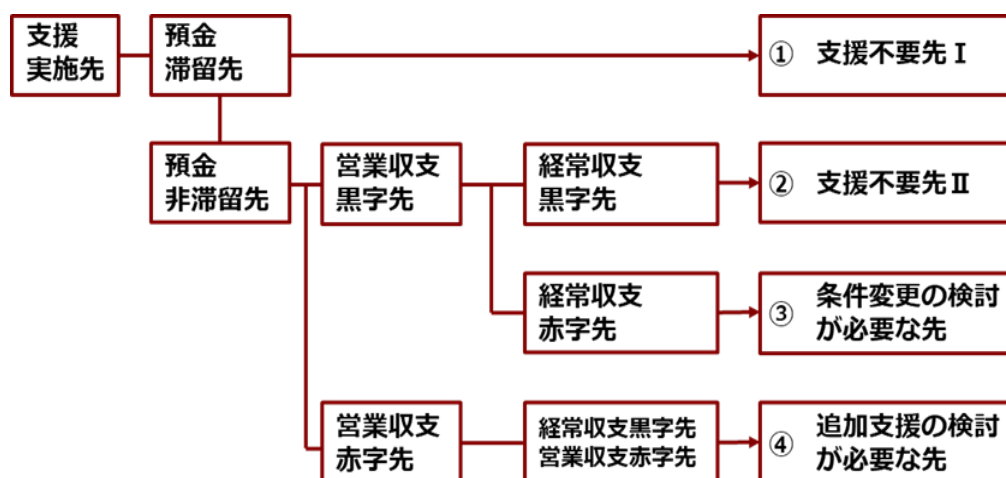 支援
実施先
預金
滞留先
① 支援不要先Ⅰ
預金
非滞留先
営業収支
黒字先
経常収支
黒字先
② 支援不要先Ⅱ
経常収支
赤字先
③ 条件変更の検討
が必要な先
営業収支
赤字先
経常収支黒字先
営業収支赤字先
④ 追加支援の検討
が必要な先